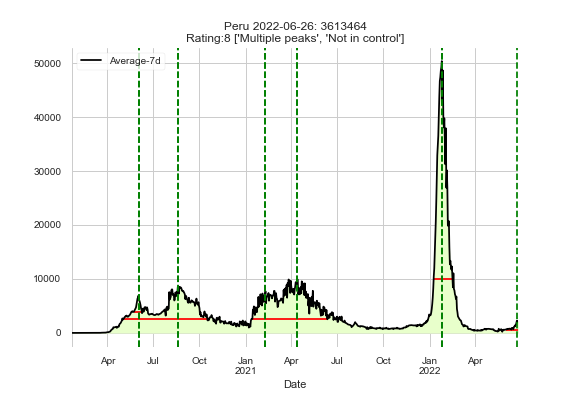 Peru 2022-06-26: 3613464
Rating:8 ['Multiple peaks', 'Not in control']
Average-7d
50000
40000
30000
20000
10000
0
Apr Jul Oct Jan Apr Jul Oct Jan Apr
2021 2022
Date